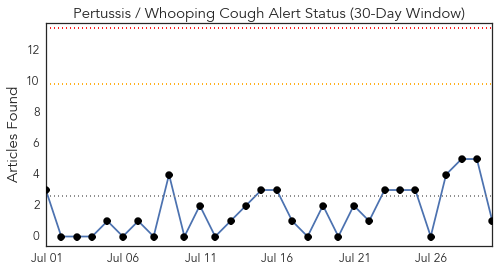 Pertussis / Whooping Cough Alert Status (30-Day Window)
Articles Found
12
10
8
6
4
2
0
Jul 01 Jul 06 Jul 11 Jul 16 Jul 21 Jul 26